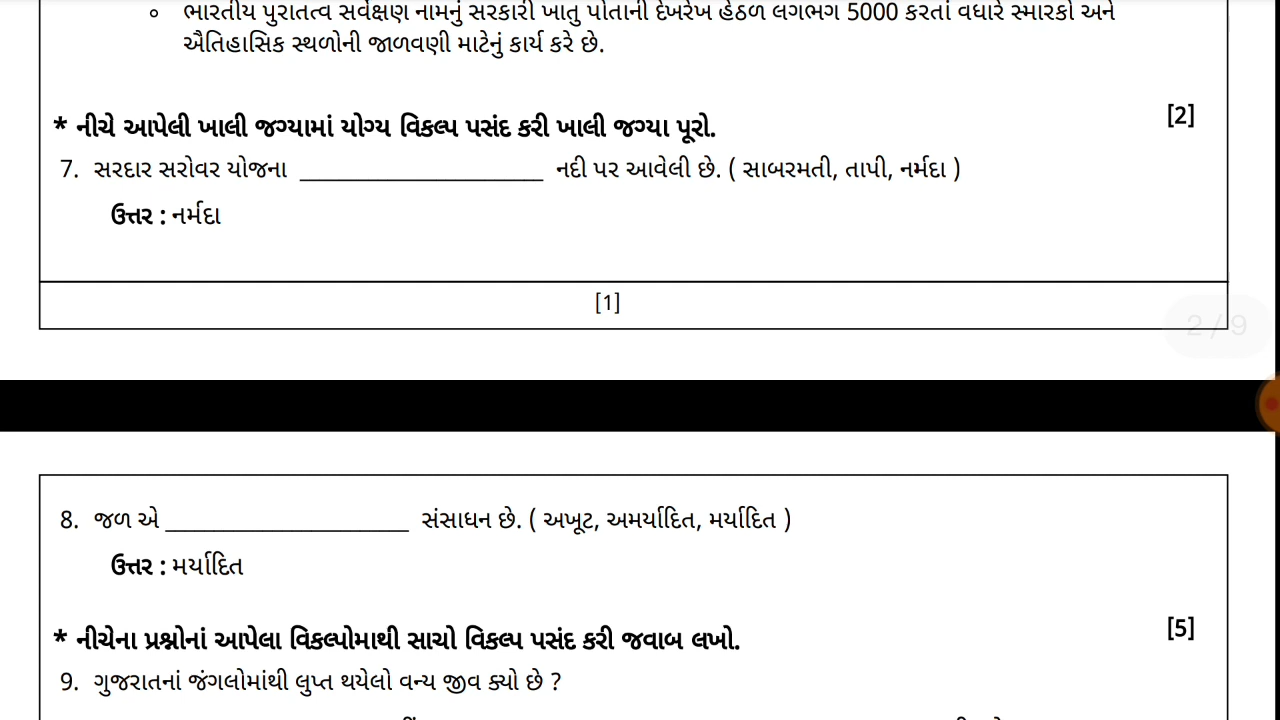 ◦ ભારતીય પુરાતત્વ સર્વેક્ષણ નામનું સરકારી ખાતુ પોતાની દેખરેખ હેઠળ લગભગ 5000 કરતાં વધારે સ્મારકો અને
ઐતિહાસિક સ્થળોની જાળવણી માટેનું કાર્ય કરે છે.
* નીચે આપેલી ખાલી જગ્યામાં યોગ્ય વિકલ્પ પસંદ કરી ખાલી જગ્યા પૂરો. [2]
7. સરદાર સરોવર યોજના ____________________ નદી પર આવેલી છે. ( સાબરમતી, તાપી, નર્મદા )
ઉત્તર : નર્મદા
[1]
2 / 9
8. જળ એ ____________________ સંસાધન છે. ( અખૂટ, અમર્યાદિત, મર્યાદિત )
ઉત્તર : મર્યાદિત
* નીચેના પ્રશ્નોનાં આપેલા વિકલ્પોમાથી સાચો વિકલ્પ પસંદ કરી જવાબ લખો. [5]
9. ગુજરાતનાં જંગલોમાંથી લુપ્ત થયેલો વન્ય જીવ ક્યો છે ?